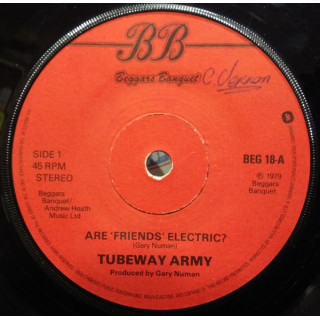 BB
Beggars Banquet
SIDE 1
45 RPM
STEREO
BEG 18-A
Beggars
Banquet/
Andrew Heath
Music Ltd
℗ 1979
Beggars
Banquet.
ARE 'FRIENDS' ELECTRIC?
(Gary Numan)
TUBEWAY ARMY
Produced by Gary Numan